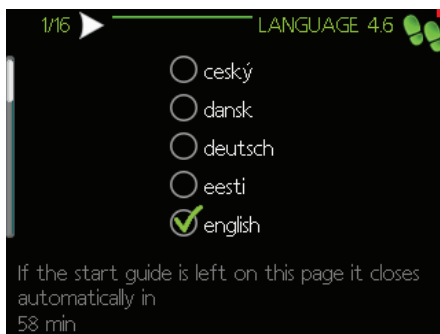 1/16 LANGUAGE 4.6
ceský
dansk
deutsch
eesti
english
If the start guide is left on this page it closes
automatically in
58 min